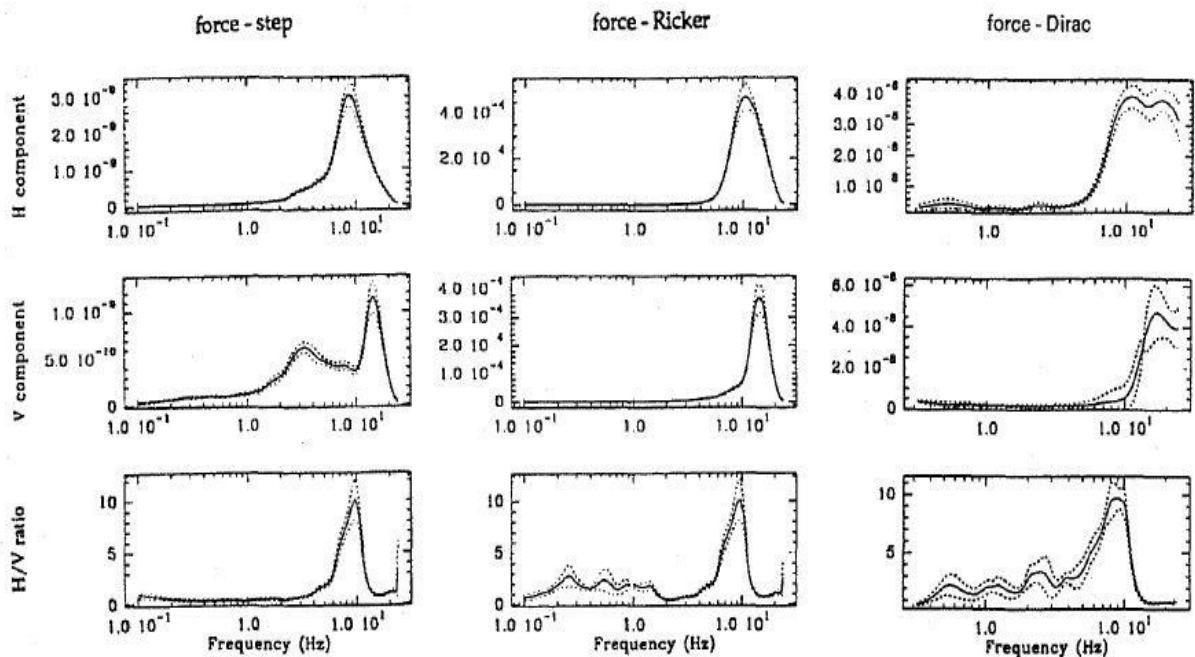 force - step
force - Ricker
force - Dirac
H component
3.0 10⁻⁹
2.0 10⁻⁹
1.0 10⁻⁹
0
1.0 10⁻¹ 1.0 1.0 10¹
4.0 10⁻⁴
2.0 10⁻⁴
0
1.0 10⁻¹ 1.0 1.0 10¹
4.0 10⁻⁸
3.0 10⁻⁸
2.0 10⁻⁸
1.0 10⁻⁸
1.0 1.0 10¹
V component
1.0 10⁻⁹
5.0 10⁻¹⁰
0
1.0 10⁻¹ 1.0 1.0 10¹
4.0 10⁻⁴
3.0 10⁻⁴
2.0 10⁻⁴
1.0 10⁻⁴
0
1.0 10⁻¹ 1.0 1.0 10¹
6.0 10⁻⁸
4.0 10⁻⁸
2.0 10⁻⁸
0
1.0 1.0 10¹
H/V ratio
10
5
0
1.0 10⁻¹ 1.0 1.0 10¹
Frequency (Hz)
10
5
0
1.0 10⁻¹ 1.0 1.0 10¹
Frequency (Hz)
10
5
0
1.0 1.0 10¹
Frequency (Hz)